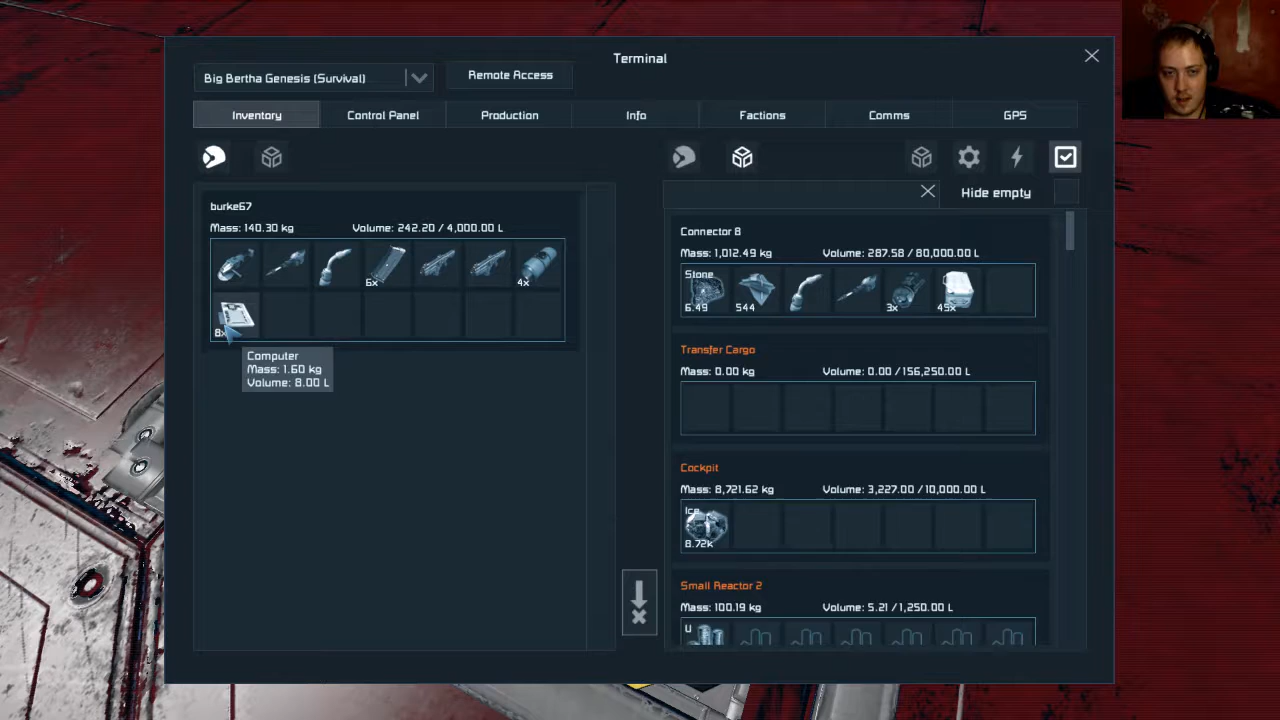 Terminal
Big Bertha Genesis (Survival)
Remote Access
Inventory
Control Panel
Production
Info
Factions
Comms
GPS
Hide empty
burke67
Mass: 140.30 kg Volume: 242.20 / 4,000.00 L
6x
4x
8x
Computer
Mass: 1.60 kg
Volume: 8.00 L
Connector 8
Mass: 1,012.49 kg Volume: 287.58 / 80,000.00 L
Stone
6.49
544
3x
45x
Transfer Cargo
Mass: 0.00 kg Volume: 0.00 / 156,250.00 L
Cockpit
Mass: 8,721.62 kg Volume: 3,227.00 / 10,000.00 L
Ice
8.72k
Small Reactor 2
Mass: 100.19 kg Volume: 5.21 / 1,250.00 L
U